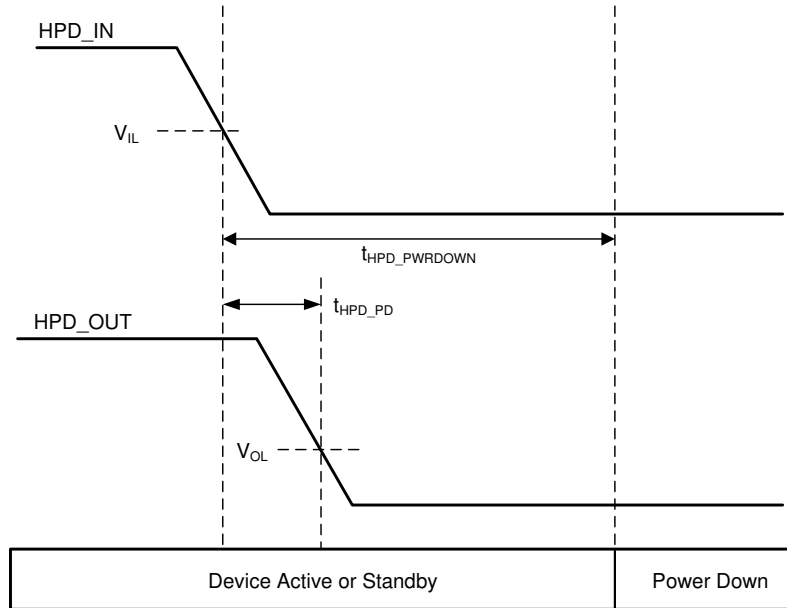 HPD_IN
V_IL
t_HPD_PWRDOWN
t_HPD_PD
HPD_OUT
V_OL
Device Active or Standby
Power Down